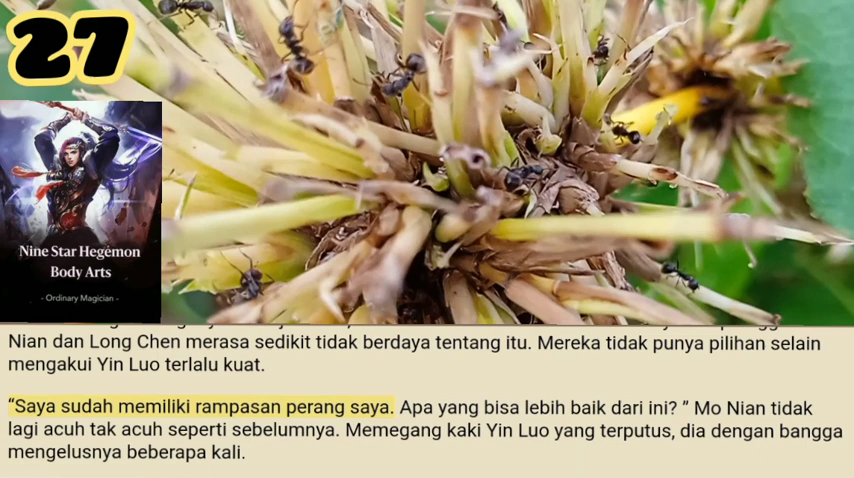 27
Nine Star Hegemon
Body Arts
- Ordinary Magician -
Nian dan Long Chen merasa sedikit tidak berdaya tentang itu. Mereka tidak punya pilihan selain
mengakui Yin Luo terlalu kuat.
“Saya sudah memiliki rampasan perang saya. Apa yang bisa lebih baik dari ini? ” Mo Nian tidak
lagi acuh tak acuh seperti sebelumnya. Memegang kaki Yin Luo yang terputus, dia dengan bangga
mengelusnya beberapa kali.